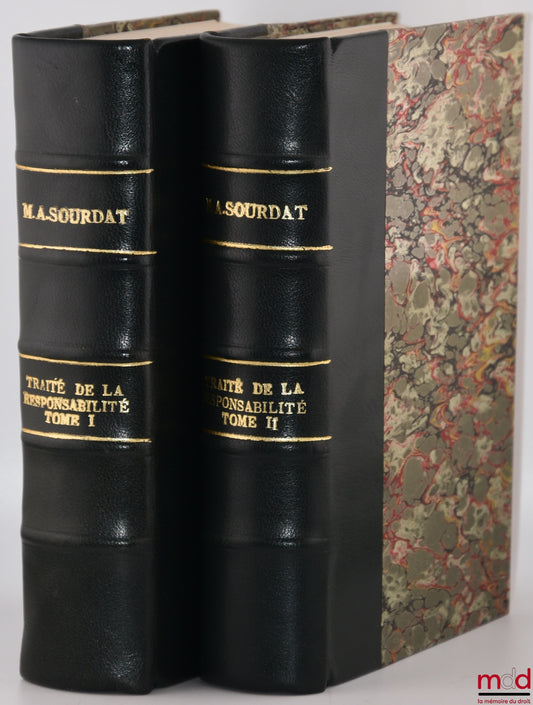 M.A.SOURDAT
TRAITÉ DE LA
RESPONSABILITÉ
TOME I
M.A.SOURDAT
TRAITÉ DE LA
RESPONSABILITÉ
TOME II
mdd
la mémoire du droit